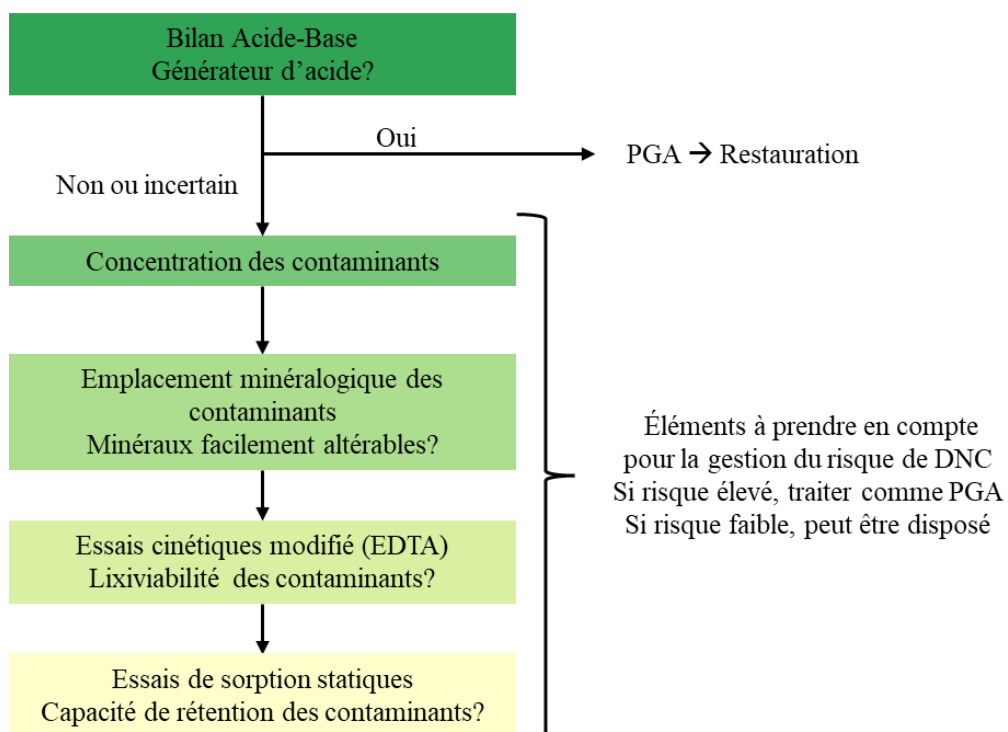 Bilan Acide-Base
Générateur d’acide?
Oui
PGA → Restauration
Non ou incertain
Concentration des contaminants
Emplacement minéralogique des
contaminants
Minéraux facilement altérables?
Éléments à prendre en compte
pour la gestion du risque de DNC
Si risque élevé, traiter comme PGA
Si risque faible, peut être disposé
Essais cinétiques modifié (EDTA)
Lixiviabilité des contaminants?
Essais de sorption statiques
Capacité de rétention des contaminants?